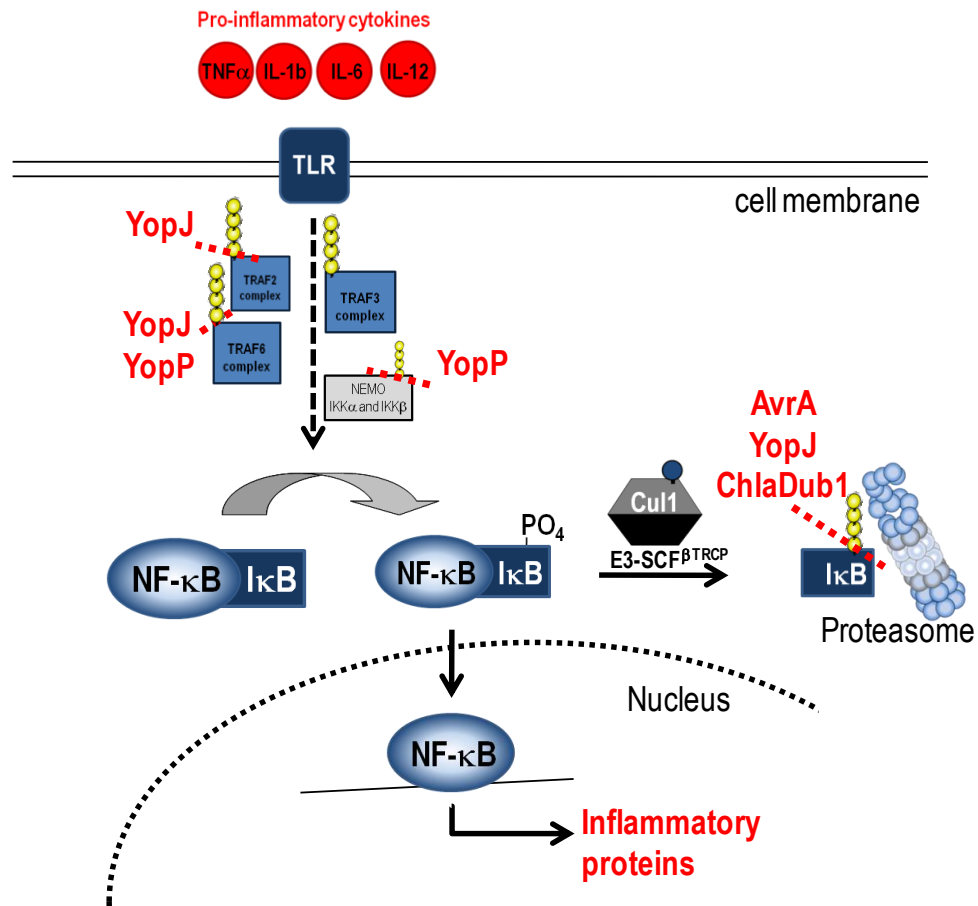 Pro-inflammatory cytokines
TNFα IL-1b IL-6 IL-12
TLR
cell membrane
YopJ
TRAF2
complex
TRAF3
complex
YopJ
YopP
TRAF6
complex
YopP
NEMO
IKKα and IKKβ
AvrA
YopJ
ChlaDub1
Cul1
E3-SCFβTRCP
PO4
NF-κB IκB
NF-κB IκB
IκB
Proteasome
Nucleus
NF-κB
Inflammatory
proteins